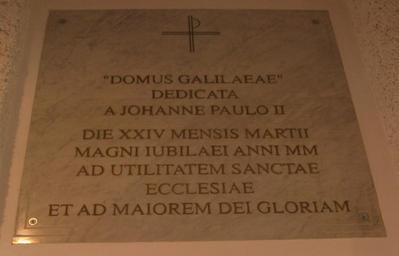 "DOMUS GALILAEAE"
DEDICATA
A JOHANNE PAULO II
DIE XXIV MENSIS MARTII
MAGNI IUBILAEI ANNI MM
AD UTILITATEM SANCTAE
ECCLESIAE
ET AD MAIOREM DEI GLORIAM